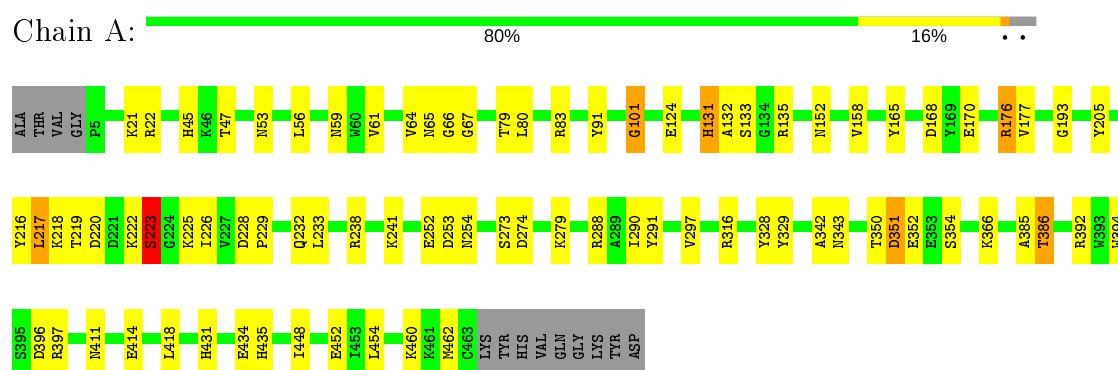 Chain A:
80% 16% • •
ALA THR VAL GLY P5 K21 R22 H45 K46 T47 N53 L56 N59 W60 V61 V64 N65 G66 G67 T79 L80 R83 Y91 G101 E124 H131 A132 S133 G134 R135 N152 V158 Y165 D168 Y169 E170 R176 V177 G193 Y205
Y216 L217 K218 T219 D220 D221 K222 S223 G224 K225 I226 V227 D228 P229 Q232 L233 R238 K241 E252 D253 N254 S273 D274 K279 R288 A289 I290 Y291 V297 R316 Y328 Y329 A342 N343 T350 D351 E352 E353 S354 K366 A385 T386 R392 W393 W394
S395 D396 R397 N411 E414 L418 H431 E434 H435 I448 E452 I453 L454 K460 K461 M462 C463 LYS TYR HIS VAL GLN GLY LYS TYR ASP